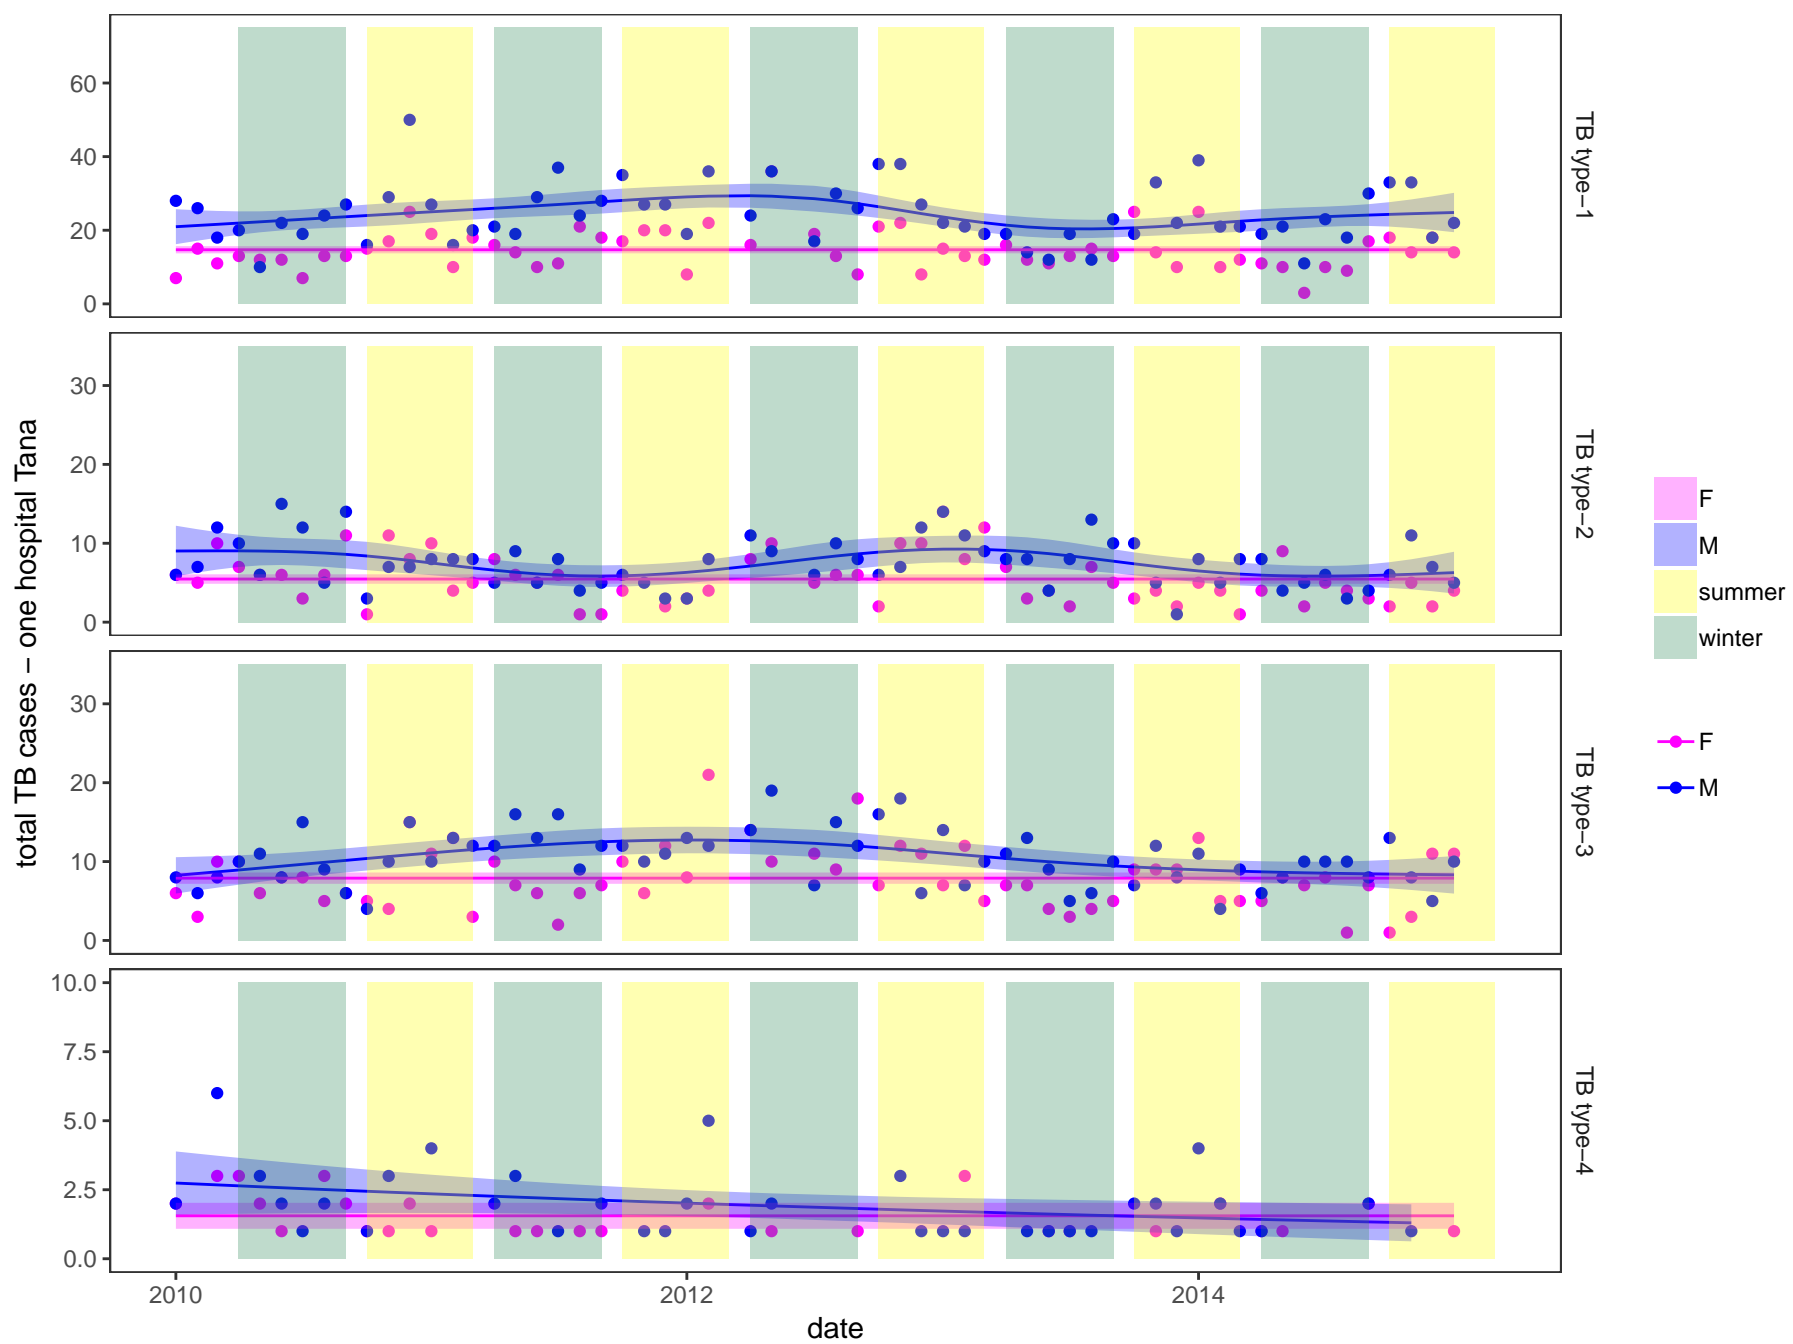 total TB cases – one hospital Tana
60
40
20
0
TB type−1
30
20
10
0
TB type−2
30
20
10
0
TB type−3
10.0
7.5
5.0
2.5
0.0
TB type−4
2010
2012
2014
date
F
M
summer
winter
F
M